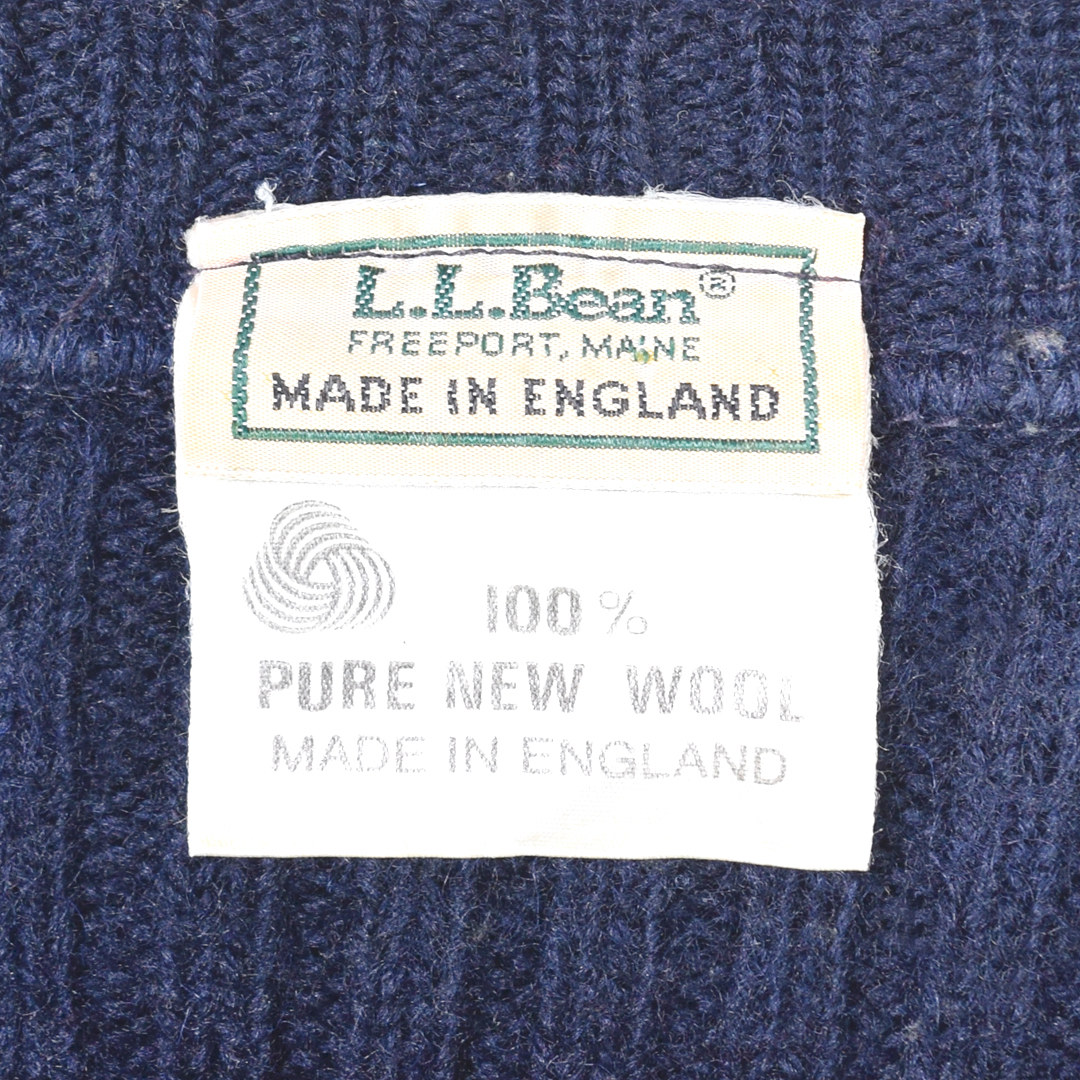 L.L.Bean®
FREEPORT, MAINE
MADE IN ENGLAND
100 %
PURE NEW WOOL
MADE IN ENGLAND